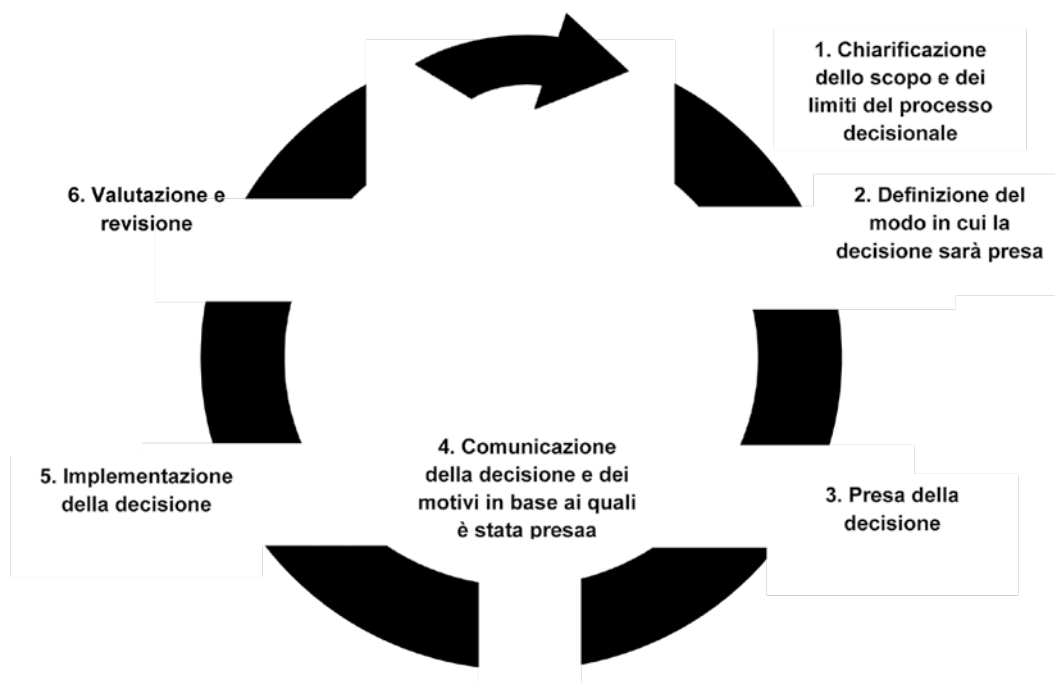 1. Chiarificazione
dello scopo e dei
limiti del processo
decisionale
2. Definizione del
modo in cui la
decisione sarà presa
3. Presa della
decisione
4. Comunicazione
della decisione e dei
motivi in base ai quali
è stata presaa
5. Implementazione
della decisione
6. Valutazione e
revisione